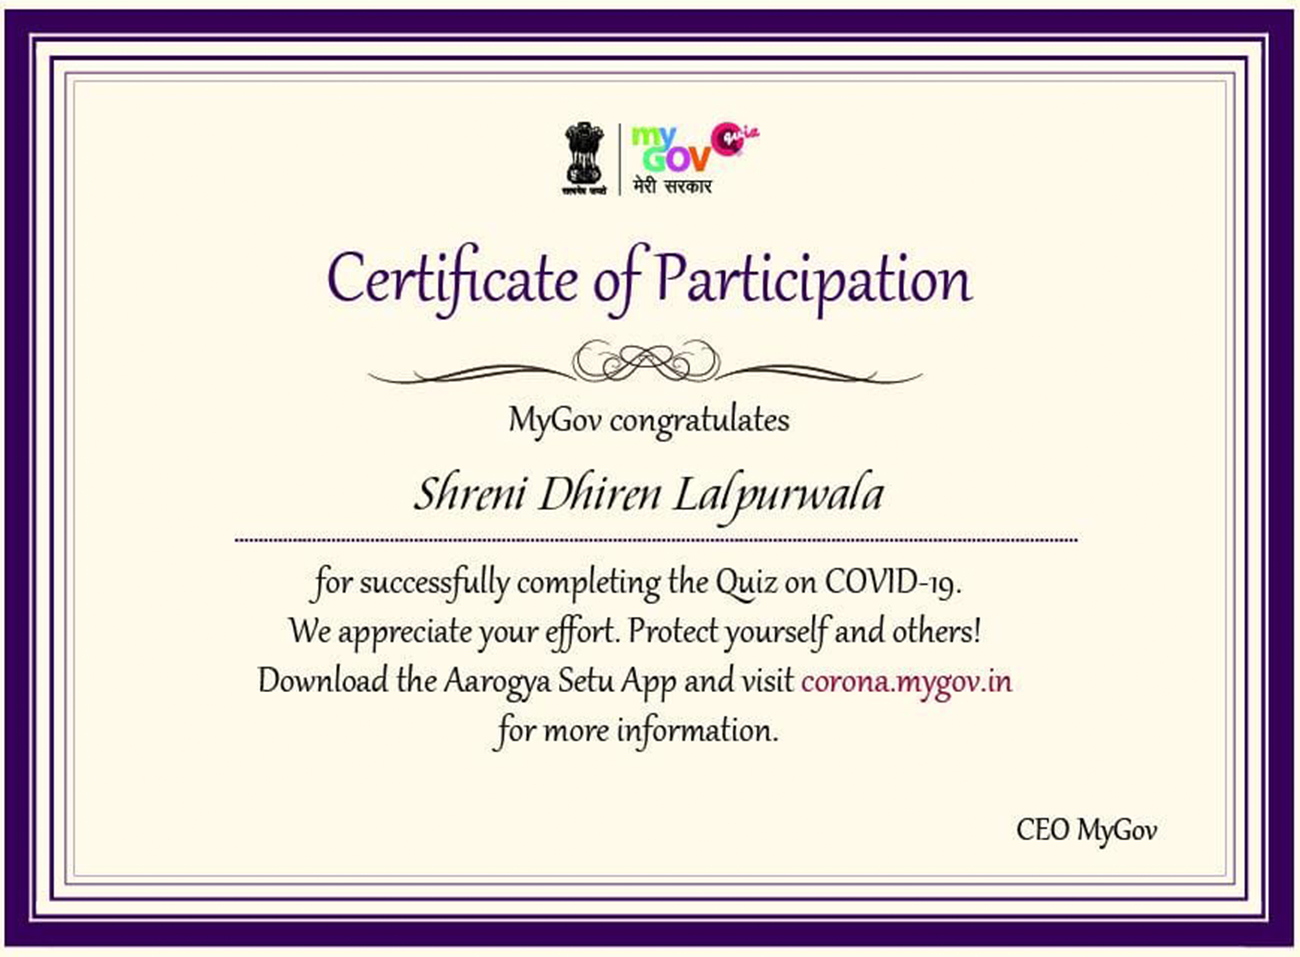 सत्यमेव जयते
my
GOV
quiz
मेरी सरकार
Certificate of Participation
MyGov congratulates
Shreni Dhiren Lalpurwala
for successfully completing the Quiz on COVID-19.
We appreciate your effort. Protect yourself and others!
Download the Aarogya Setu App and visit corona.mygov.in
for more information.
CEO MyGov